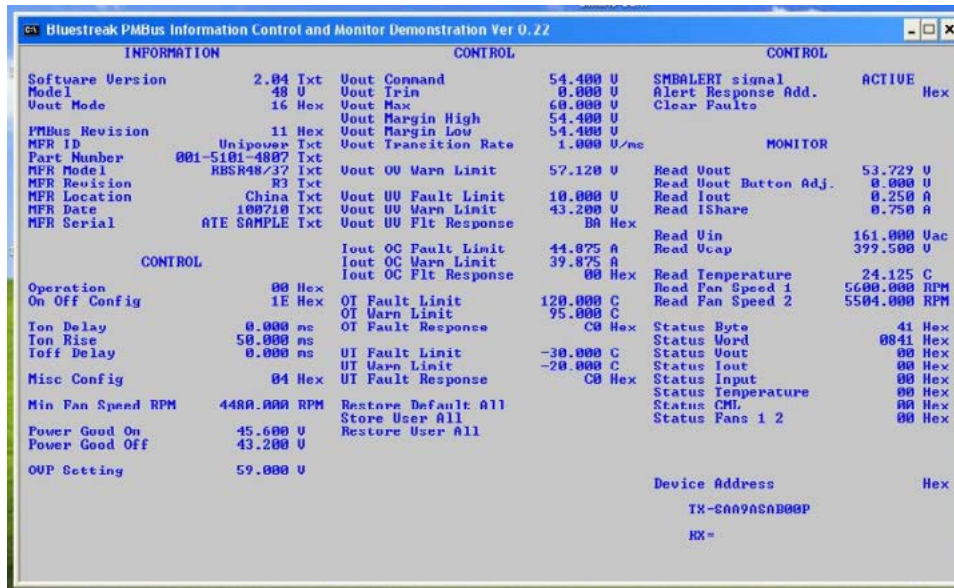 Bluestreak PMBus Information Control and Monitor Demonstration Ver 0.22
INFORMATION
Software Version 2.04 Txt
Model 48 V
Vout Mode 16 Hex
PMBus Revision 11 Hex
MFR ID Unipower Txt
Part Number 001-5101-4807 Txt
MFR Model RBSR48/37 Txt
MFR Revision R3 Txt
MFR Location China Txt
MFR Date 100710 Txt
MFR Serial ATE SAMPLE Txt
CONTROL
Operation 00 Hex
On Off Config 1E Hex
Ton Delay 0.000 ms
Ton Rise 50.000 ms
Toff Delay 0.000 ms
Misc Config 04 Hex
Min Fan Speed RPM 4480.000 RPM
Power Good On 45.600 V
Power Good Off 43.200 V
OVP Setting 59.000 V
CONTROL
Vout Command 54.400 V
Vout Trim 0.000 V
Vout Max 60.000 V
Vout Margin High 54.400 V
Vout Margin Low 54.400 V
Vout Transition Rate 1.000 V/ms
Vout OV Warn Limit 57.120 V
Vout UV Fault Limit 10.000 V
Vout UV Warn Limit 43.200 V
Vout UV Flt Response BA Hex
Iout OC Fault Limit 44.875 A
Iout OC Warn Limit 39.875 A
Iout OC Flt Response 00 Hex
OT Fault Limit 120.000 C
OT Warn Limit 95.000 C
OT Fault Response C0 Hex
UT Fault Limit -30.000 C
UT Warn Limit -20.000 C
UT Fault Response C0 Hex
Restore Default All
Store User All
Restore User All
CONTROL
SMBALERT signal ACTIVE
Alert Response Add. Hex
Clear Faults
MONITOR
Read Vout 53.729 V
Read Vout Button Adj. 0.000 V
Read Iout 0.250 A
Read IShare 0.750 A
Read Vin 161.000 Vac
Read Vcap 399.500 V
Read Temperature 24.125 C
Read Fan Speed 1 5600.000 RPM
Read Fan Speed 2 5504.000 RPM
Status Byte 41 Hex
Status Word 0841 Hex
Status Vout 00 Hex
Status Iout 00 Hex
Status Input 00 Hex
Status Temperature 00 Hex
Status CML 00 Hex
Status Fans 1 2 00 Hex
Device Address Hex
TX=SAA9ASAB00P
RX=